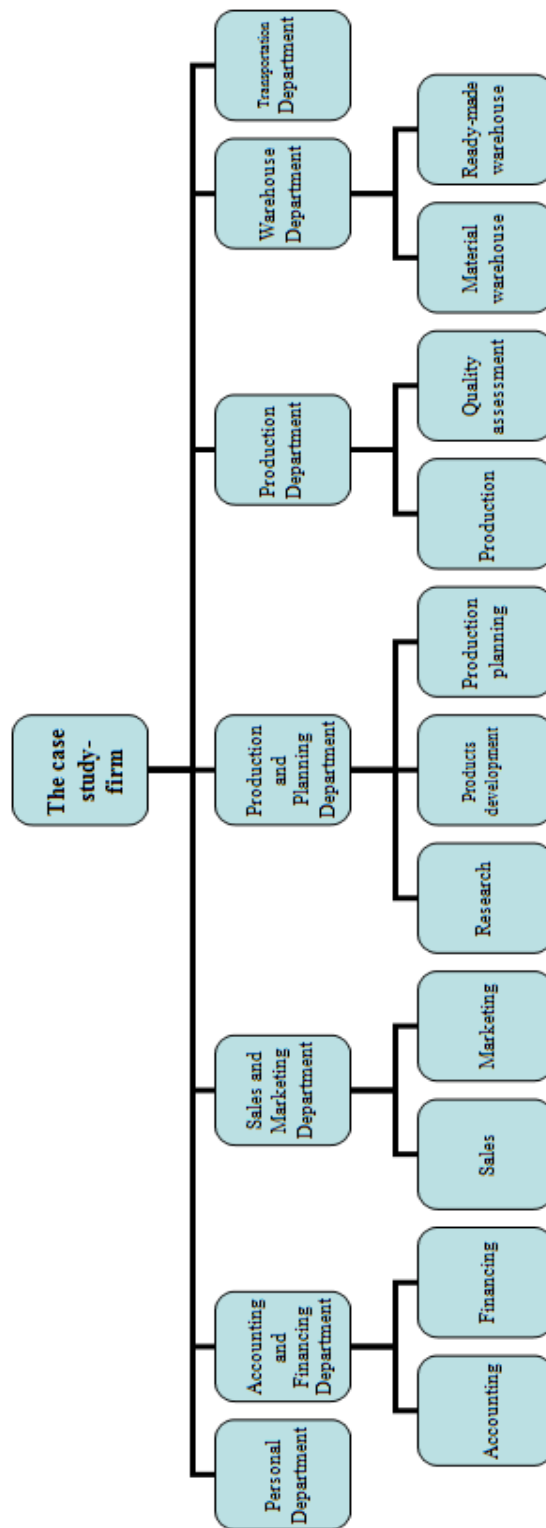 The case
study-
firm
Personal
Department
Accounting
and
Financing
Department
Sales and
Marketing
Department
Production
and
Planning
Department
Production
Department
Warehouse
Department
Transportation
Department
Accounting
Financing
Sales
Marketing
Research
Products
development
Production
planning
Production
Quality
assessment
Material
warehouse
Ready-made
warehouse